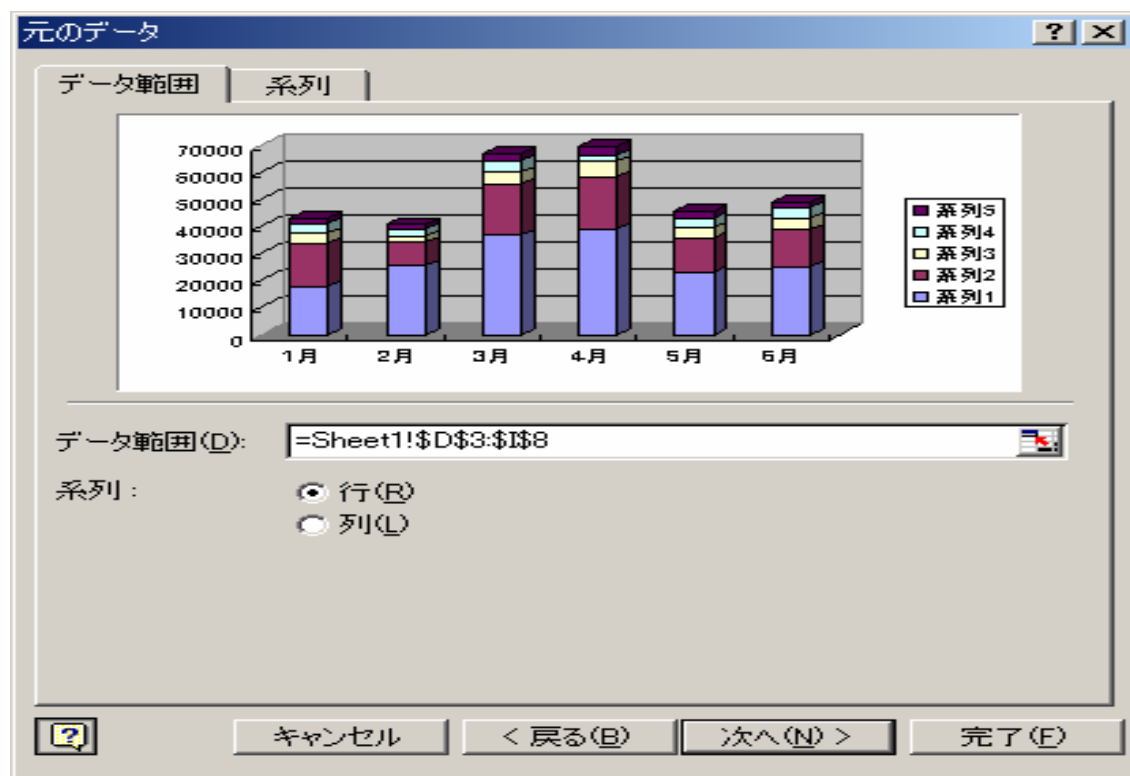 元のデータ
データ範囲
系列
70000
60000
50000
40000
30000
20000
10000
0
1月 2月 3月 4月 5月 6月
系列5
系列4
系列3
系列2
系列1
データ範囲(D): =Sheet1!$D$3:$I$8
系列: 行(R)
列(L)
キャンセル < 戻る(B) 次へ(N) > 完了(F)